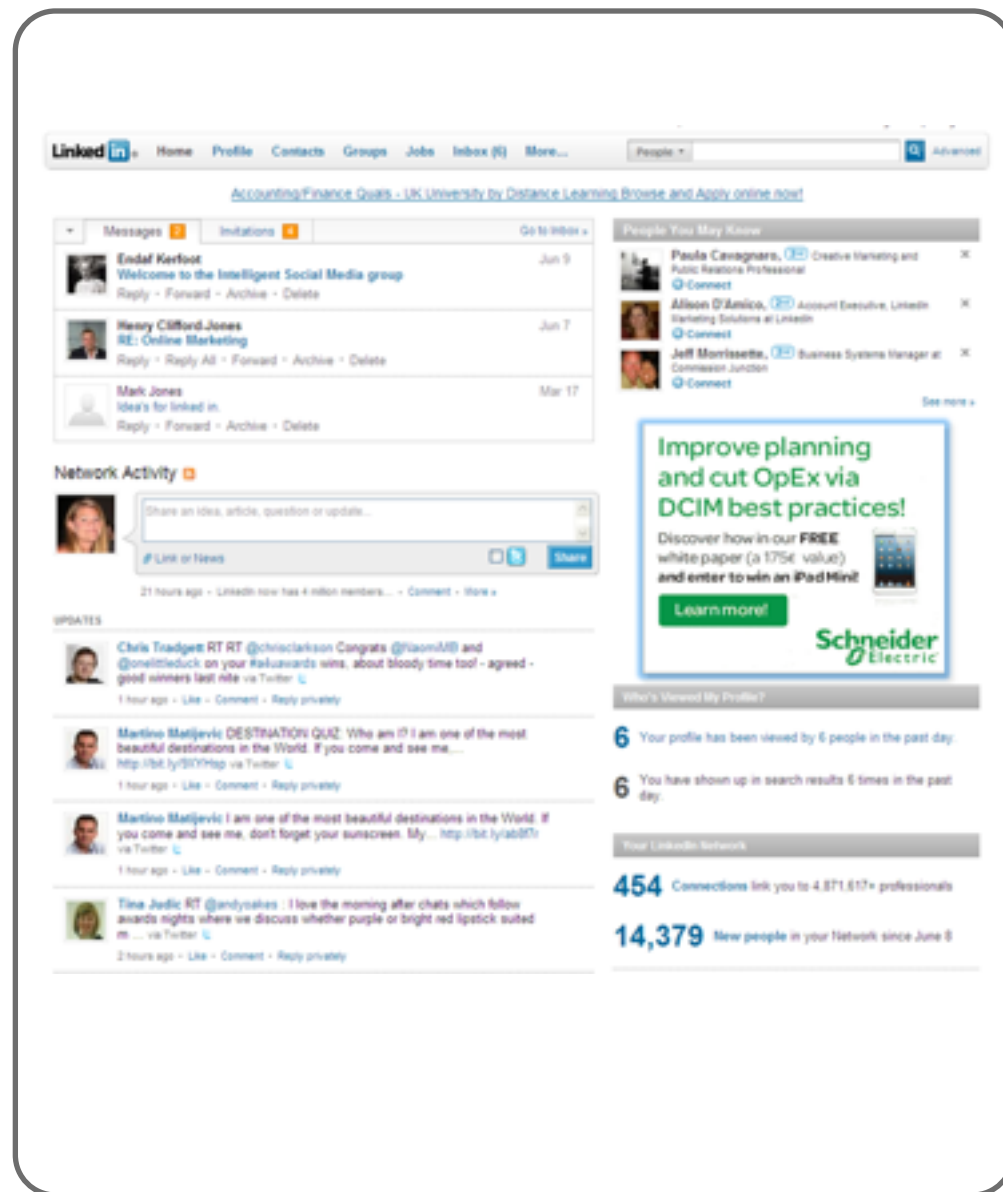 Linked in
Home Profile Contacts Groups Jobs Inbox (6) More...
People
Advanced
Accounting/Finance Quals - UK University by Distance Learning Browse and Apply online now!
Messages 2 Invitations 4 Go to Inbox »
Endaf Kerfoot Jun 9
Welcome to the Intelligent Social Media group
Reply · Forward · Archive · Delete
Henry Clifford-Jones Jun 7
RE: Online Marketing
Reply · Reply All · Forward · Archive · Delete
Mark Jones Mar 17
Idea's for linked in.
Reply · Forward · Archive · Delete
Network Activity
Share an idea, article, question or update...
Link or News
Share
21 hours ago · LinkedIn now has 4 million members... · Comment · More »
UPDATES
Chris Tradgett RT RT @chrisclarkson Congrats @NaomiMB and
@onelittleduck on your wins, about bloody time too! - agreed -
good winners last nite via Twitter
1 hour ago · Like · Comment · Reply privately
Martino Matijevic DESTINATION QUIZ: Who am I? I am one of the most
beautiful destinations in the World. If you come and see me,...
via Twitter
1 hour ago · Like · Comment · Reply privately
Martino Matijevic I am one of the most beautiful destinations in the World. If
you come and see me, don't forget your sunscreen. My...
via Twitter
1 hour ago · Like · Comment · Reply privately
Tina Judic RT @andyoakes : I love the morning after chats which follow
awards nights where we discuss whether purple or bright red lipstick suited
m ... via Twitter
2 hours ago · Like · Comment · Reply privately
People You May Know
Paula Cavagnaro, Creative Marketing and
Public Relations Professional
Connect
Alison D'Amico, Account Executive, LinkedIn
Marketing Solutions at LinkedIn
Connect
Jeff Morrissette, Business Systems Manager at
Commission Junction
Connect
See more »
Improve planning
and cut OpEx via
DCIM best practices!
Discover how in our FREE
white paper (a 175€ value)
and enter to win an iPad Mini!
Learn more!
Schneider
Electric
Who's Viewed My Profile?
6 Your profile has been viewed by 6 people in the past day.
6 You have shown up in search results 6 times in the past
day.
Your LinkedIn Network
454 Connections link you to 4,871,617+ professionals
14,379 New people in your Network since June 8